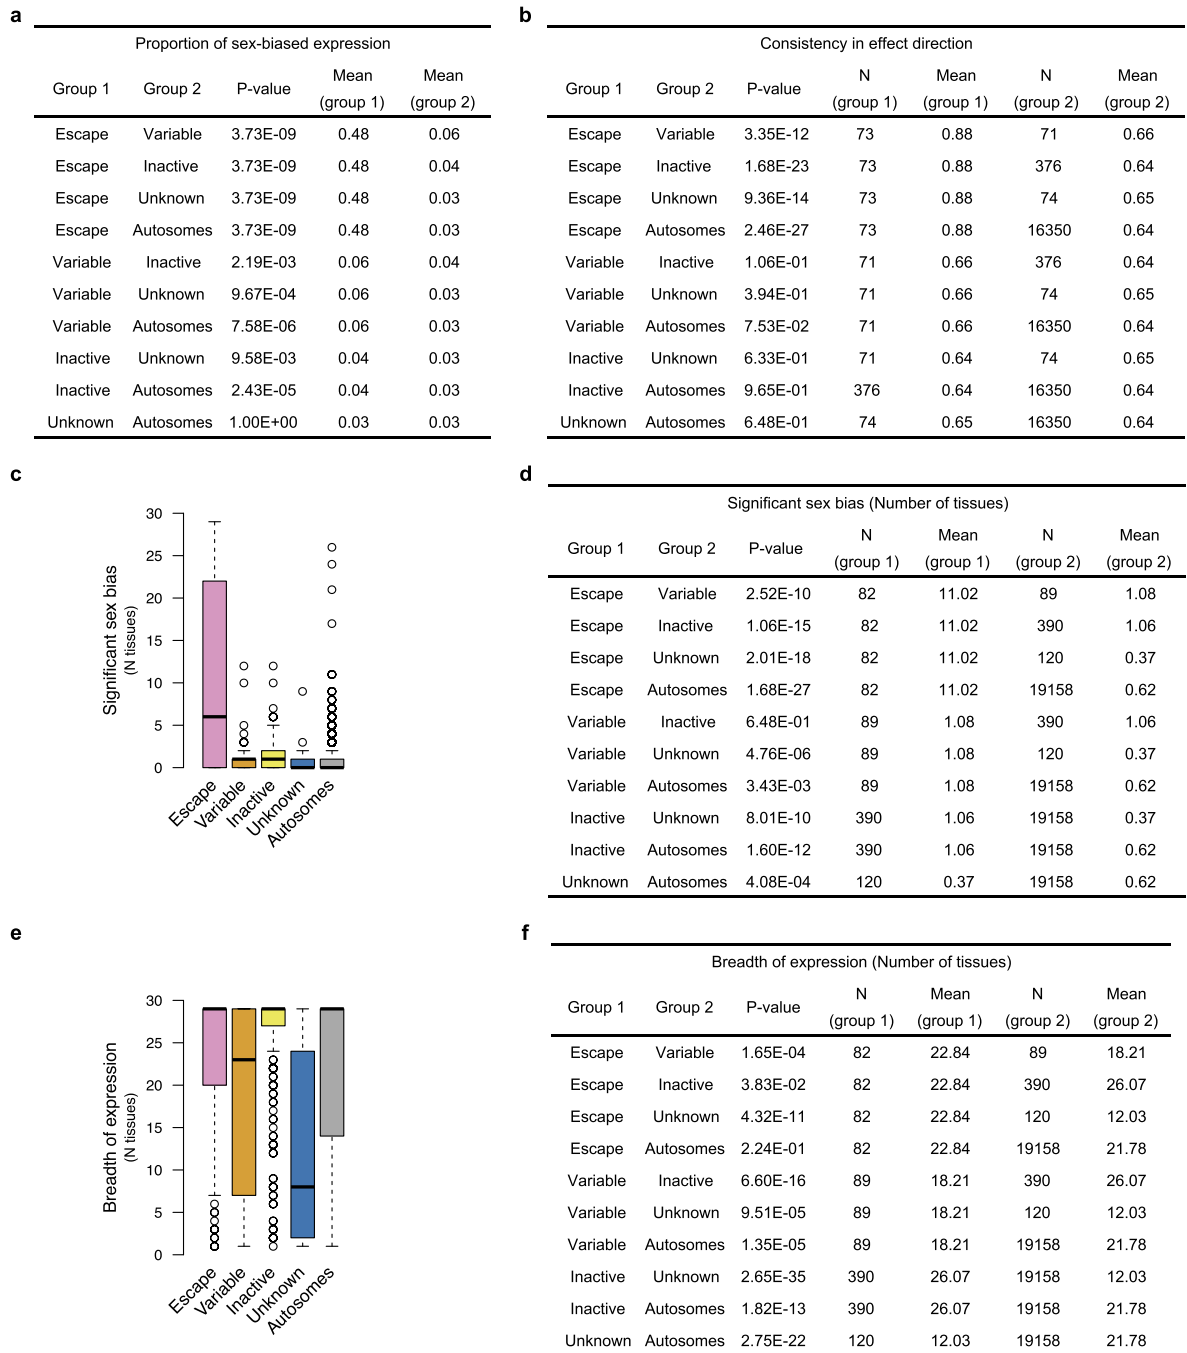 a
Proportion of sex-biased expression
Group 1 Group 2 P-value Mean (group 1) Mean (group 2)
Escape Variable 3.73E-09 0.48 0.06
Escape Inactive 3.73E-09 0.48 0.04
Escape Unknown 3.73E-09 0.48 0.03
Escape Autosomes 3.73E-09 0.48 0.03
Variable Inactive 2.19E-03 0.06 0.04
Variable Unknown 9.67E-04 0.06 0.03
Variable Autosomes 7.58E-06 0.06 0.03
Inactive Unknown 9.58E-03 0.04 0.03
Inactive Autosomes 2.43E-05 0.04 0.03
Unknown Autosomes 1.00E+00 0.03 0.03
b
Consistency in effect direction
Group 1 Group 2 P-value N (group 1) Mean (group 1) N (group 2) Mean (group 2)
Escape Variable 3.35E-12 73 0.88 71 0.66
Escape Inactive 1.68E-23 73 0.88 376 0.64
Escape Unknown 9.36E-14 73 0.88 74 0.65
Escape Autosomes 2.46E-27 73 0.88 16350 0.64
Variable Inactive 1.06E-01 71 0.66 376 0.64
Variable Unknown 3.94E-01 71 0.66 74 0.65
Variable Autosomes 7.53E-02 71 0.66 16350 0.64
Inactive Unknown 6.33E-01 71 0.64 74 0.65
Inactive Autosomes 9.65E-01 376 0.64 16350 0.64
Unknown Autosomes 6.48E-01 74 0.65 16350 0.64
c
Significant sex bias
(N tissues)
30
25
20
15
10
5
0
Escape
Variable
Inactive
Unknown
Autosomes
d
Significant sex bias (Number of tissues)
Group 1 Group 2 P-value N (group 1) Mean (group 1) N (group 2) Mean (group 2)
Escape Variable 2.52E-10 82 11.02 89 1.08
Escape Inactive 1.06E-15 82 11.02 390 1.06
Escape Unknown 2.01E-18 82 11.02 120 0.37
Escape Autosomes 1.68E-27 82 11.02 19158 0.62
Variable Inactive 6.48E-01 89 1.08 390 1.06
Variable Unknown 4.76E-06 89 1.08 120 0.37
Variable Autosomes 3.43E-03 89 1.08 19158 0.62
Inactive Unknown 8.01E-10 390 1.06 19158 0.37
Inactive Autosomes 1.60E-12 390 1.06 19158 0.62
Unknown Autosomes 4.08E-04 120 0.37 19158 0.62
e
Breadth of expression
(N tissues)
30
25
20
15
10
5
0
Escape
Variable
Inactive
Unknown
Autosomes
f
Breadth of expression (Number of tissues)
Group 1 Group 2 P-value N (group 1) Mean (group 1) N (group 2) Mean (group 2)
Escape Variable 1.65E-04 82 22.84 89 18.21
Escape Inactive 3.83E-02 82 22.84 390 26.07
Escape Unknown 4.32E-11 82 22.84 120 12.03
Escape Autosomes 2.24E-01 82 22.84 19158 21.78
Variable Inactive 6.60E-16 89 18.21 390 26.07
Variable Unknown 9.51E-05 89 18.21 120 12.03
Variable Autosomes 1.35E-05 89 18.21 19158 21.78
Inactive Unknown 2.65E-35 390 26.07 19158 12.03
Inactive Autosomes 1.82E-13 390 26.07 19158 21.78
Unknown Autosomes 2.75E-22 120 12.03 19158 21.78